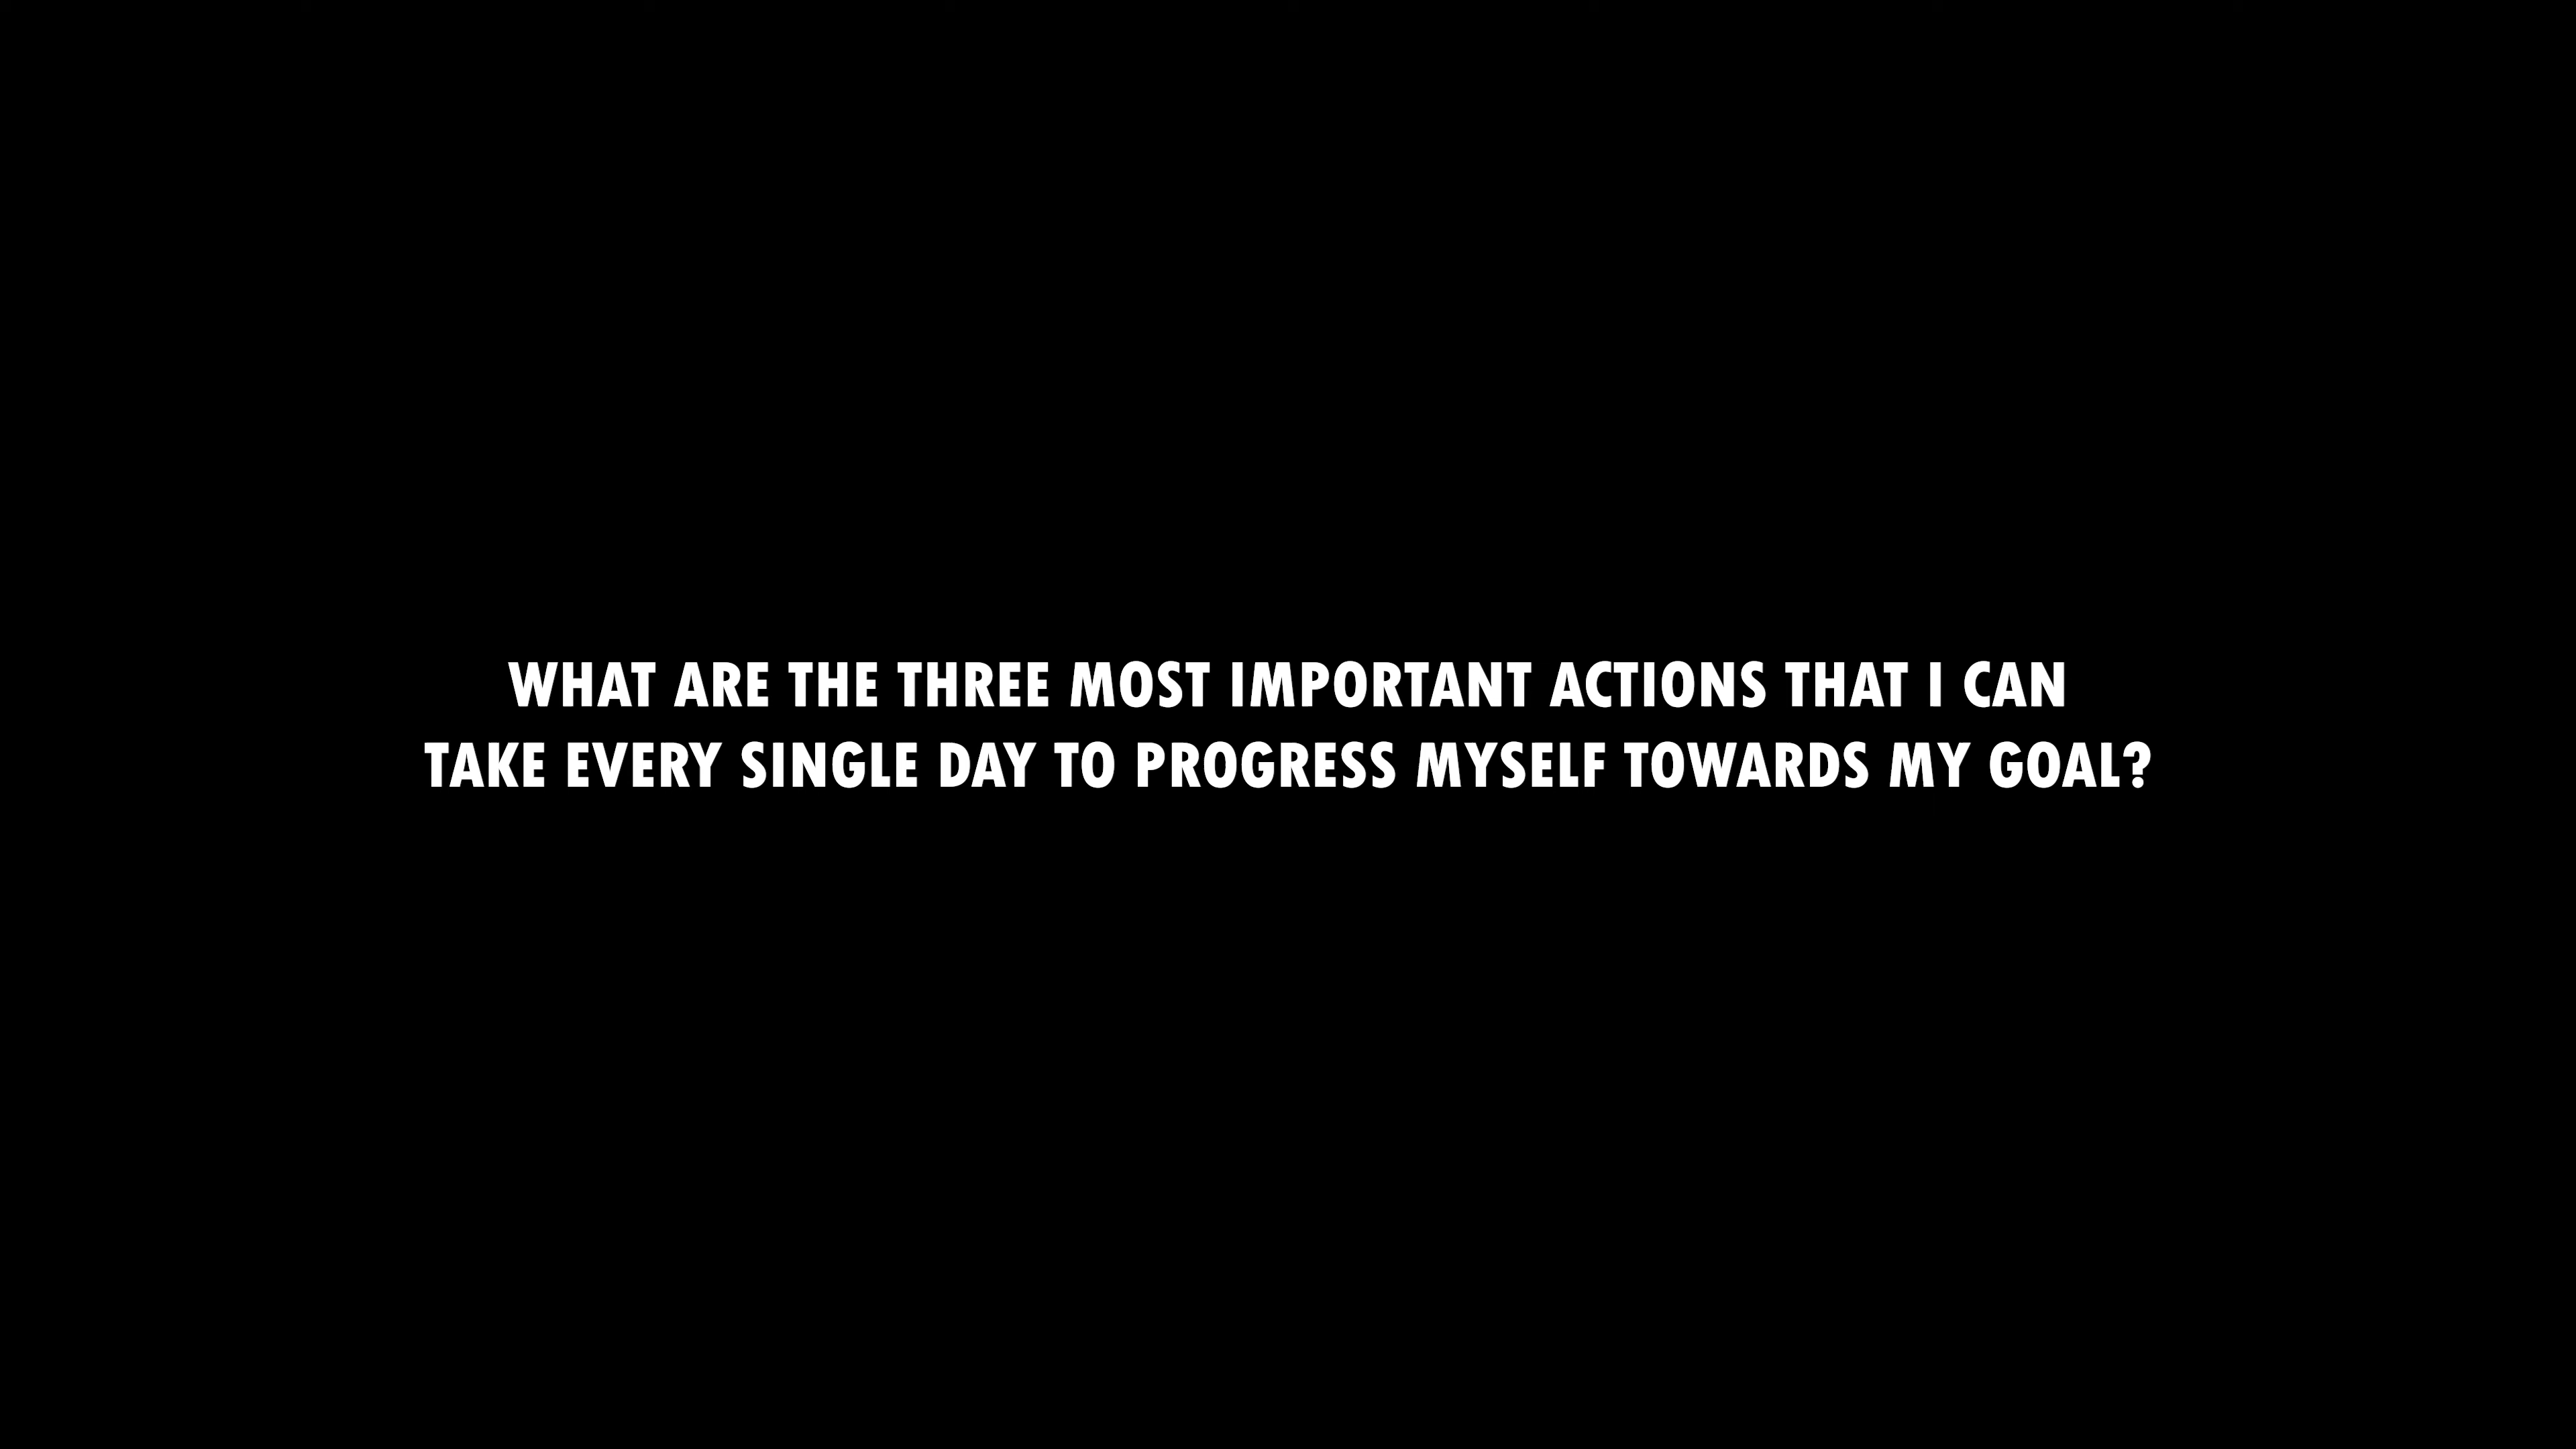 WHAT ARE THE THREE MOST IMPORTANT ACTIONS THAT I CAN
TAKE EVERY SINGLE DAY TO PROGRESS MYSELF TOWARDS MY GOAL?